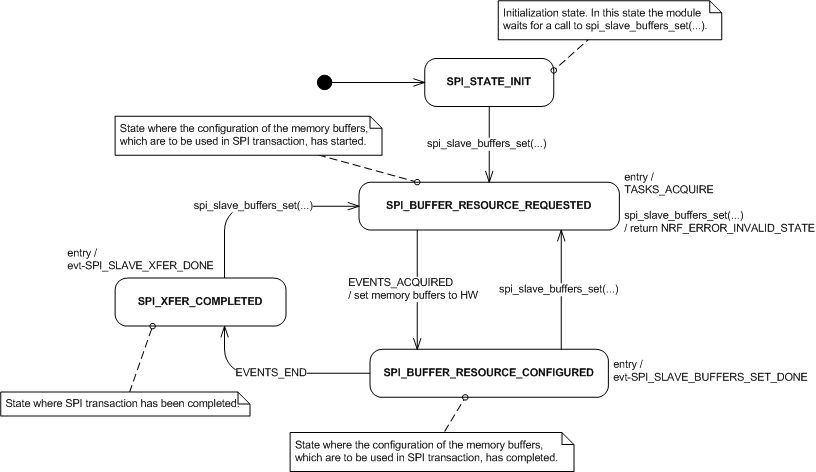 Initialization state. In this state the module
waits for a call to spi_slave_buffers_set(...).
SPI_STATE_INIT
State where the configuration of the memory buffers,
which are to be used in SPI transaction, has started.
spi_slave_buffers_set(...)
entry /
TASKS_ACQUIRE
spi_slave_buffers_set(...)
/ return NRF_ERROR_INVALID_STATE
SPI_BUFFER_RESOURCE_REQUESTED
spi_slave_buffers_set(...)
entry /
evt-SPI_SLAVE_XFER_DONE
EVENTS_ACQUIRED
/ set memory buffers to HW
spi_slave_buffers_set(...)
SPI_XFER_COMPLETED
EVENTS_END
SPI_BUFFER_RESOURCE_CONFIGURED
entry /
evt-SPI_SLAVE_BUFFERS_SET_DONE
State where SPI transaction has been completed.
State where the configuration of the memory buffers,
which are to be used in SPI transaction, has completed.